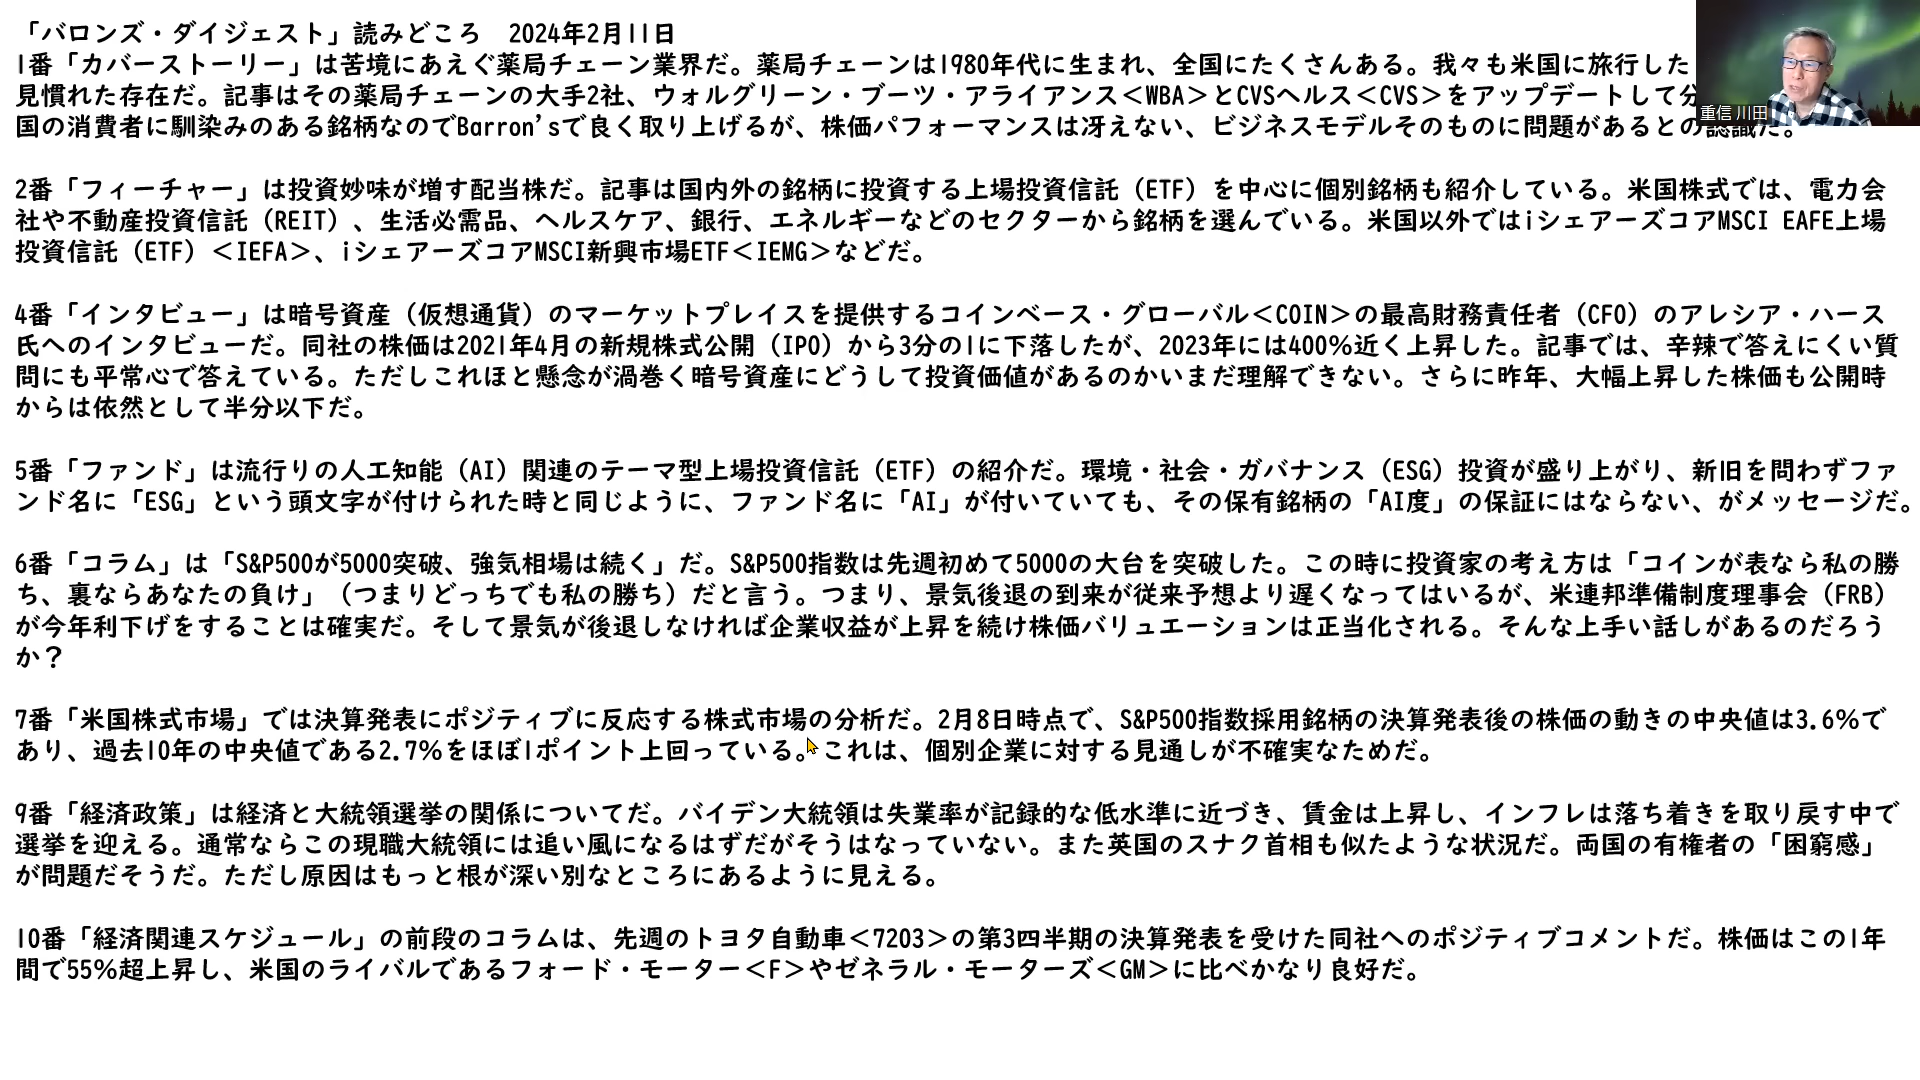 「バロンズ・ダイジェスト」読みどころ　2024年2月11日
1番「カバーストーリー」は苦境にあえぐ薬局チェーン業界だ。薬局チェーンは1980年代に生まれ、全国にたくさんある。我々も米国に旅行した
見慣れた存在だ。記事はその薬局チェーンの大手2社、ウォルグリーン・ブーツ・アライアンス＜WBA＞とCVSヘルス＜CVS＞をアップデートして分
国の消費者に馴染みのある銘柄なのでBarron'sで良く取り上げるが、株価パフォーマンスは冴えない、ビジネスモデルそのものに問題があるとの認識だ。
重信 川田
2番「フィーチャー」は投資妙味が増す配当株だ。記事は国内外の銘柄に投資する上場投資信託（ETF）を中心に個別銘柄も紹介している。米国株式では、電力会
社や不動産投資信託（REIT）、生活必需品、ヘルスケア、銀行、エネルギーなどのセクターから銘柄を選んでいる。米国以外ではiシェアーズコアMSCI EAFE上場
投資信託（ETF）＜IEFA＞、iシェアーズコアMSCI新興市場ETF＜IEMG＞などだ。
4番「インタビュー」は暗号資産（仮想通貨）のマーケットプレイスを提供するコインベース・グローバル＜COIN＞の最高財務責任者（CFO）のアレシア・ハース
氏へのインタビューだ。同社の株価は2021年4月の新規株式公開（IPO）から3分の1に下落したが、2023年には400%近く上昇した。記事では、辛辣で答えにくい質
問にも平常心で答えている。ただしこれほと懸念が渦巻く暗号資産にどうして投資価値があるのかいまだ理解できない。さらに昨年、大幅上昇した株価も公開時
からは依然として半分以下だ。
5番「ファンド」は流行りの人工知能（AI）関連のテーマ型上場投資信託（ETF）の紹介だ。環境・社会・ガバナンス（ESG）投資が盛り上がり、新旧を問わずファ
ンド名に「ESG」という頭文字が付けられた時と同じように、ファンド名に「AI」が付いていても、その保有銘柄の「AI度」の保証にはならない、がメッセージだ。
6番「コラム」は「S&P500が5000突破、強気相場は続く」だ。S&P500指数は先週初めて5000の大台を突破した。この時に投資家の考え方は「コインが表なら私の勝
ち、裏ならあなたの負け」（つまりどっちでも私の勝ち）だと言う。つまり、景気後退の到来が従来予想より遅くなってはいるが、米連邦準備制度理事会（FRB）
が今年利下げをすることは確実だ。そして景気が後退しなければ企業収益が上昇を続け株価バリュエーションは正当化される。そんな上手い話しがあるのだろう
か？
7番「米国株式市場」では決算発表にポジティブに反応する株式市場の分析だ。2月8日時点で、S&P500指数採用銘柄の決算発表後の株価の動きの中央値は3.6%で
あり、過去10年の中央値である2.7%をほぼ1ポイント上回っている。これは、個別企業に対する見通しが不確実なためだ。
9番「経済政策」は経済と大統領選挙の関係についてだ。バイデン大統領は失業率が記録的な低水準に近づき、賃金は上昇し、インフレは落ち着きを取り戻す中で
選挙を迎える。通常ならこの現職大統領には追い風になるはずだがそうはなっていない。また英国のスナク首相も似たような状況だ。両国の有権者の「困窮感」
が問題だそうだ。ただし原因はもっと根が深い別なところにあるように見える。
10番「経済関連スケジュール」の前段のコラムは、先週のトヨタ自動車＜7203＞の第3四半期の決算発表を受けた同社へのポジティブコメントだ。株価はこの1年
間で55%超上昇し、米国のライバルであるフォード・モーター＜F＞やゼネラル・モーターズ＜GM＞に比べかなり良好だ。